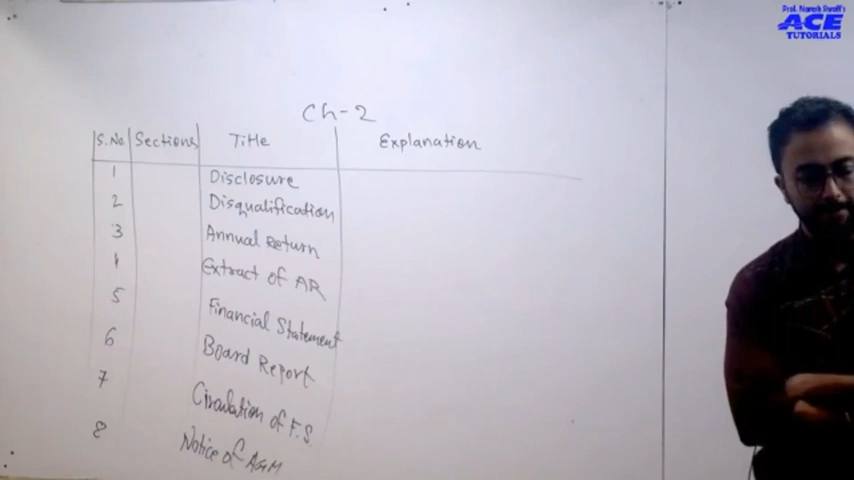 Prof. Naresh Shroff's
ACE
TUTORIALS
Ch-2
S.No Sections Title Explanation
1 Disclosure
2 Disqualification
3 Annual Return
4 Extract of AR
5 Financial Statement
6 Board Report
7 Circulation of F.S.
8 Notice of AGM